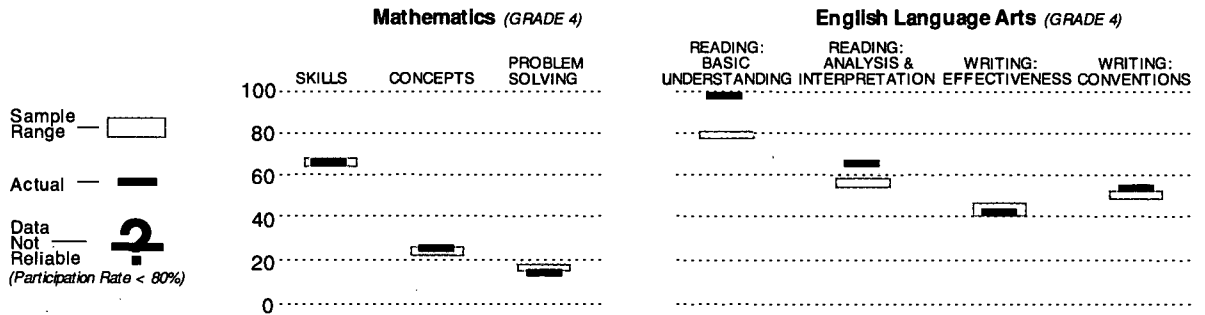 Mathematics (GRADE 4)
English Language Arts (GRADE 4)
SKILLS
CONCEPTS
PROBLEM
SOLVING
READING:
BASIC
UNDERSTANDING
READING:
ANALYSIS &
INTERPRETATION
WRITING:
EFFECTIVENESS
WRITING:
CONVENTIONS
100
80
60
40
20
0
Sample
Range
Actual
Data
Not
Reliable
?
(Participation Rate < 80%)